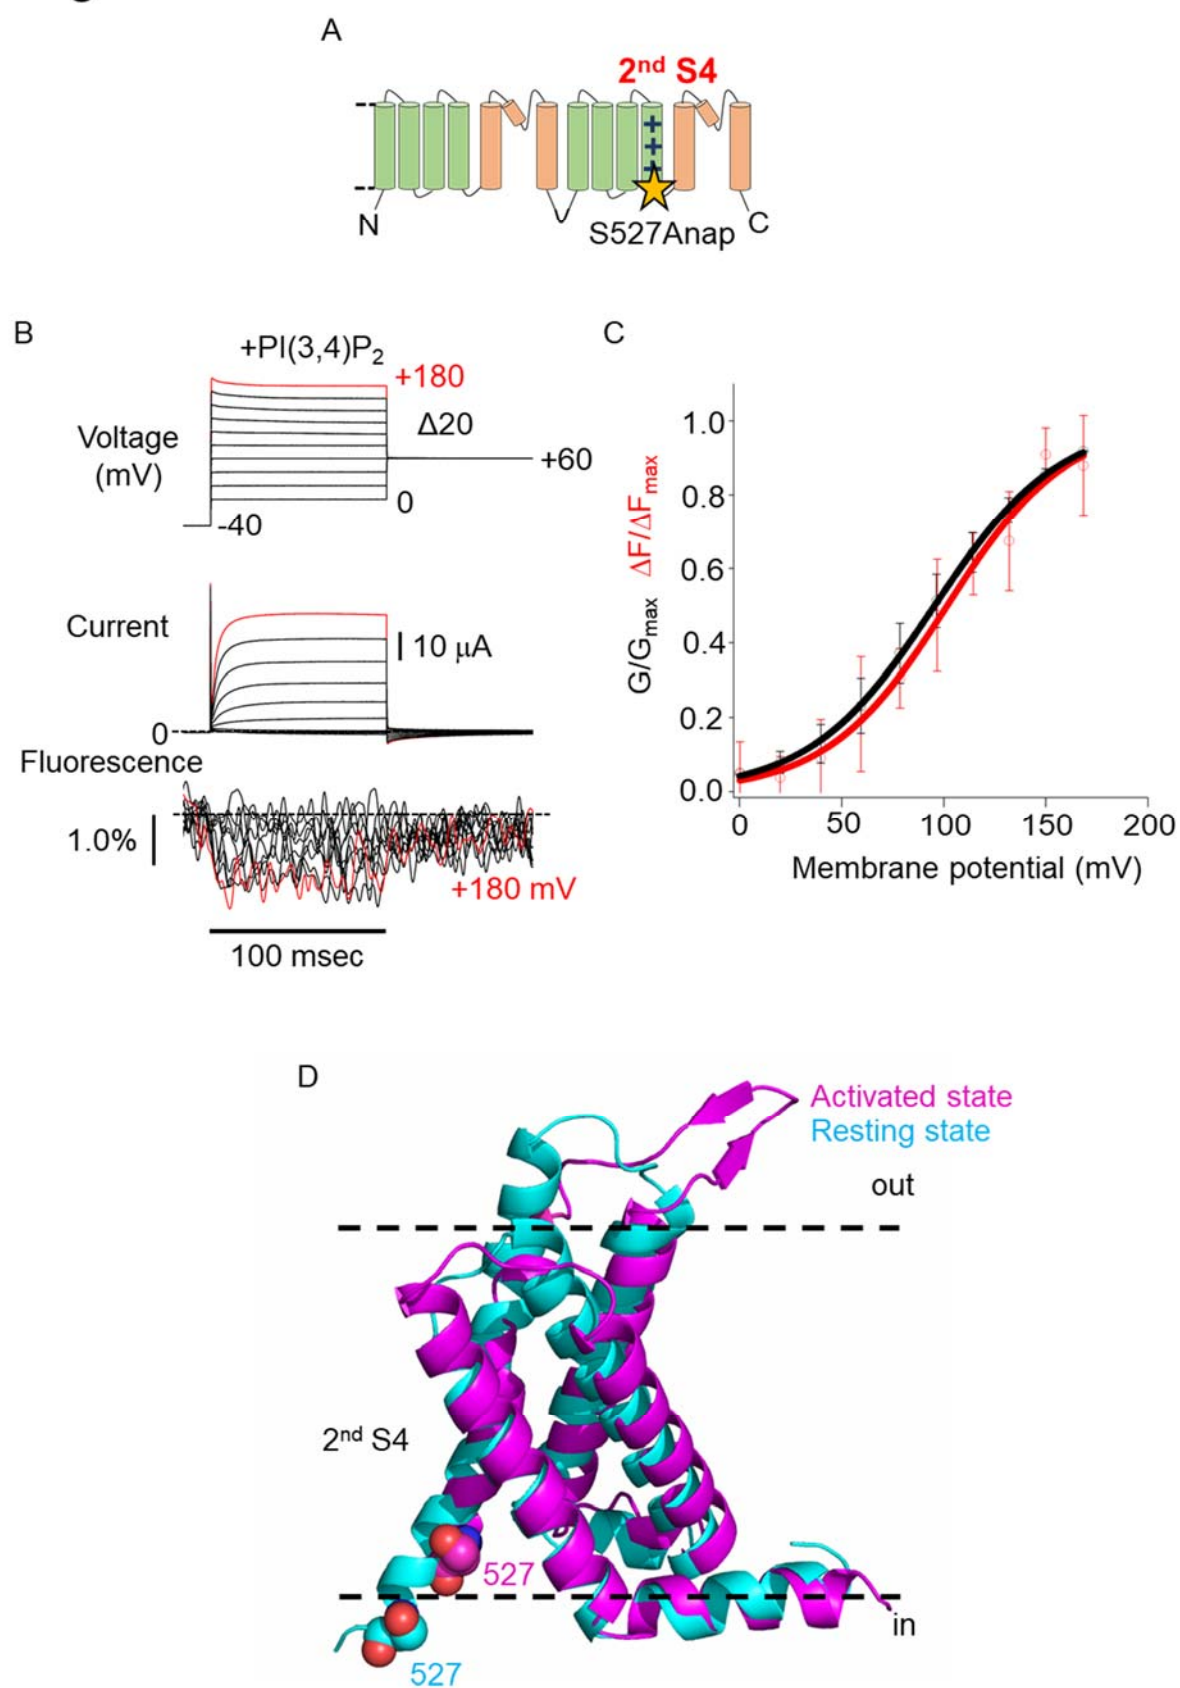 A
2nd S4
+
+
+
N
S527Anap
C
B
+PI(3,4)P2
+180
Δ20
Voltage
(mV)
+60
0
-40
Current
10 μA
0
Fluorescence
1.0%
+180 mV
100 msec
C
G/Gmax ΔF/ΔFmax
1.0
0.8
0.6
0.4
0.2
0.0
0 50 100 150 200
Membrane potential (mV)
D
Activated state
Resting state
out
2nd S4
527
in
527